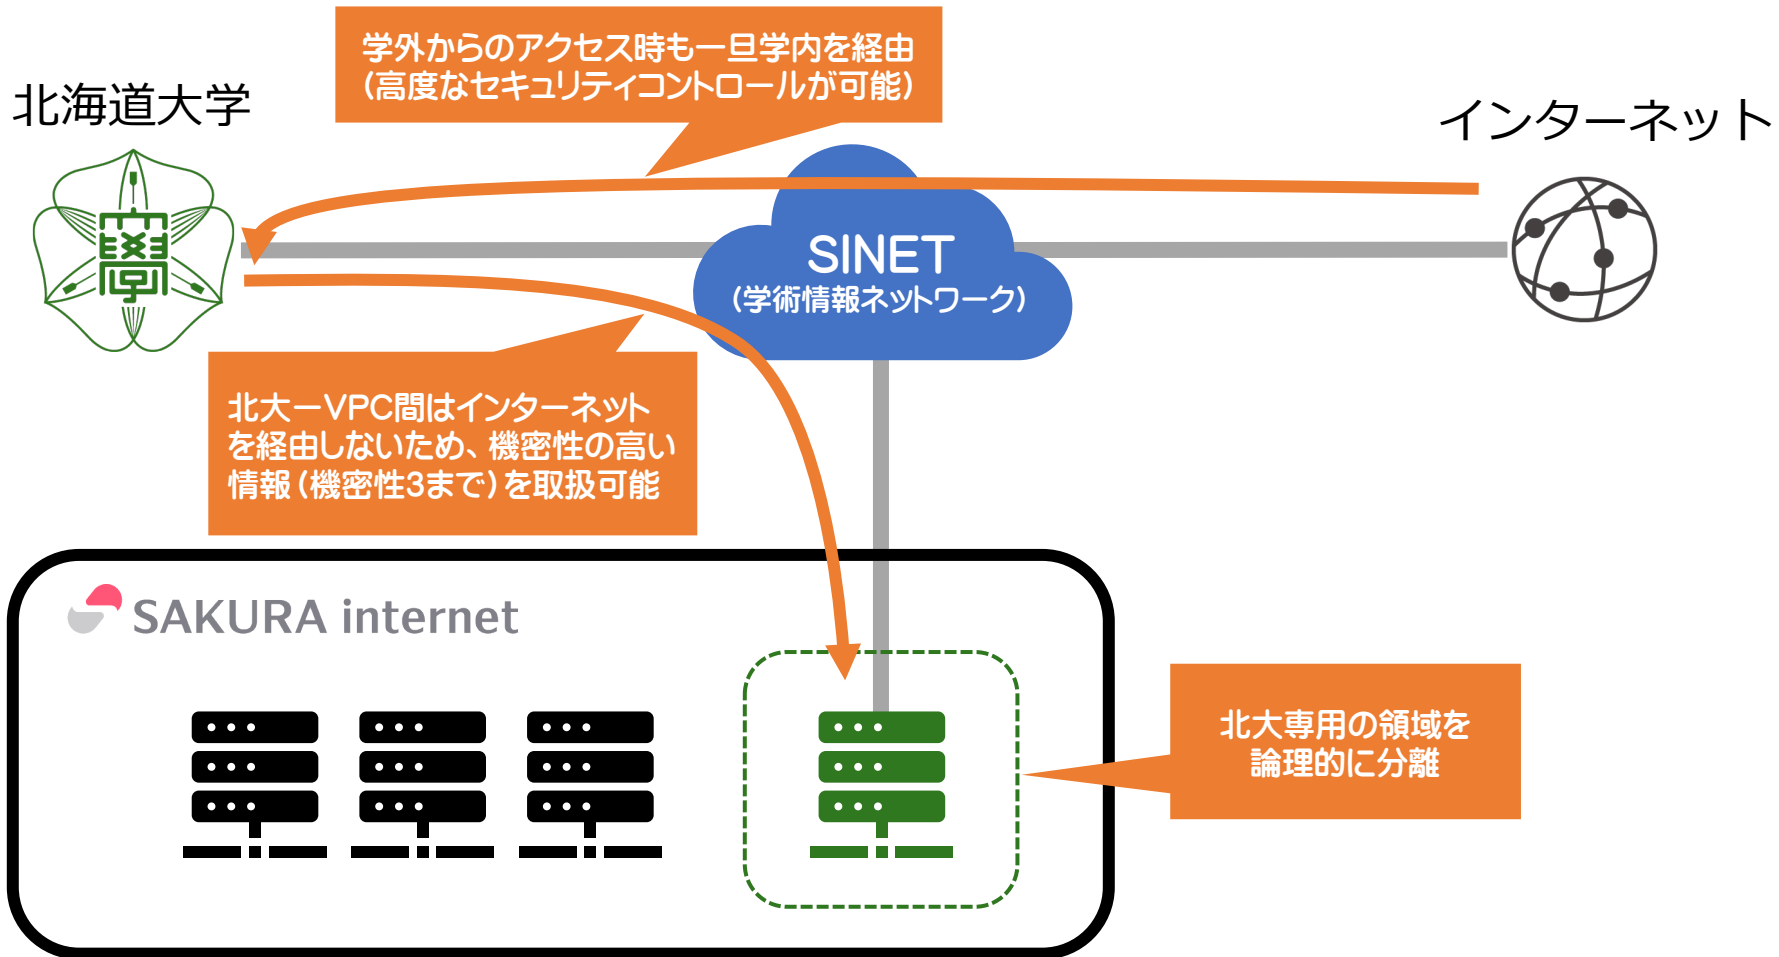 学外からのアクセス時も一旦学内を経由
(高度なセキュリティコントロールが可能)
北海道大学
インターネット
SINET
(学術情報ネットワーク)
北大ーVPC間はインターネット
を経由しないため、機密性の高い
情報(機密性3まで)を取扱可能
SAKURA internet
北大専用の領域を
論理的に分離